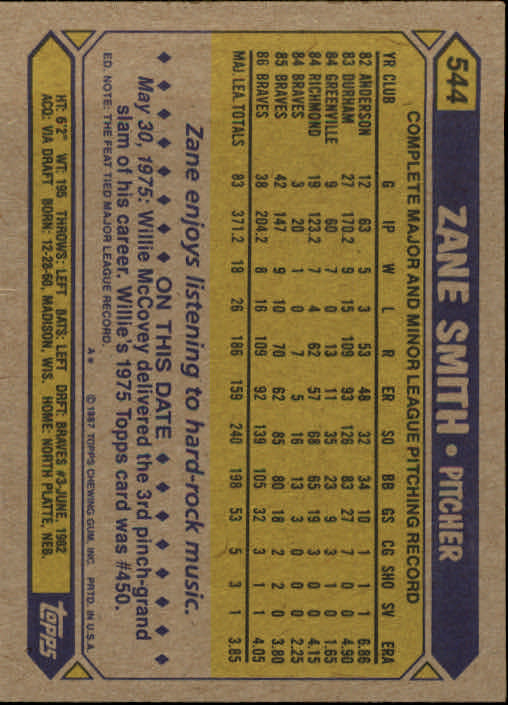 544
ZANE SMITH • PITCHER
COMPLETE MAJOR AND MINOR LEAGUE PITCHING RECORD
YR CLUB G IP W L R ER SO BB GS CG SHO SV ERA
82 ANDERSON 12 63 5 3 53 48 32 34 10 1 1 1 6.86
83 DURHAM 27 170.2 9 15 109 93 126 83 27 7 0 0 4.90
84 GREENVILLE 9 60 7 0 13 11 35 23 9 3 1 0 1.65
84 RICHMOND 19 123.2 7 4 62 57 68 65 19 3 0 0 4.15
84 BRAVES 3 20 1 0 7 5 16 13 3 0 0 0 2.25
85 BRAVES 42 147 9 10 70 62 85 80 18 2 2 0 3.80
86 BRAVES 38 204.2 8 16 109 92 139 105 32 3 1 1 4.05
MAJ. LEA. TOTALS 83 371.2 18 26 186 159 240 198 53 5 3 1 3.85
Zane enjoys listening to hard-rock music.
ON THIS DATE
May 30, 1975: Willie McCovey delivered the 3rd pinch-grand
slam of his career. Willie's 1975 Topps card was #450.
ED. NOTE: THE FEAT TIED MAJOR LEAGUE RECORD.
A* © 1987 TOPPS CHEWING GUM, INC. PRTD. IN U.S.A.
HT: 6'2" WT: 195 THROWS: LEFT BATS: LEFT DRFT: BRAVES #3-JUNE, 1982
ACQ: VIA DRAFT BORN: 12-28-60, MADISON, WIS. HOME: NORTH PLATTE, NEB.
topps